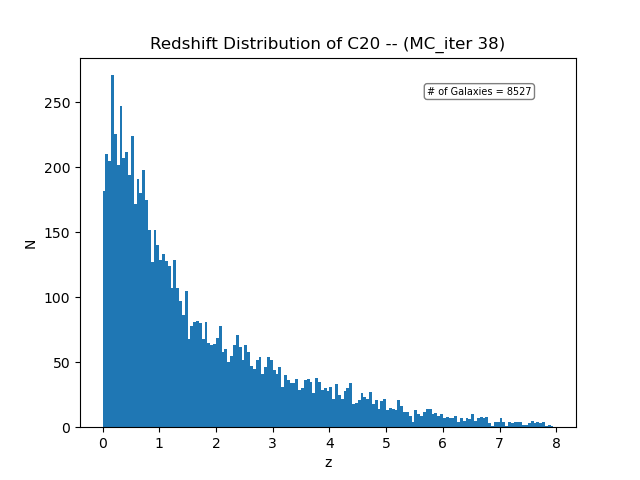 Redshift Distribution of C20 -- (MC_iter 38)
# of Galaxies = 8527
250
200
150
100
50
0
N
0 1 2 3 4 5 6 7 8
z